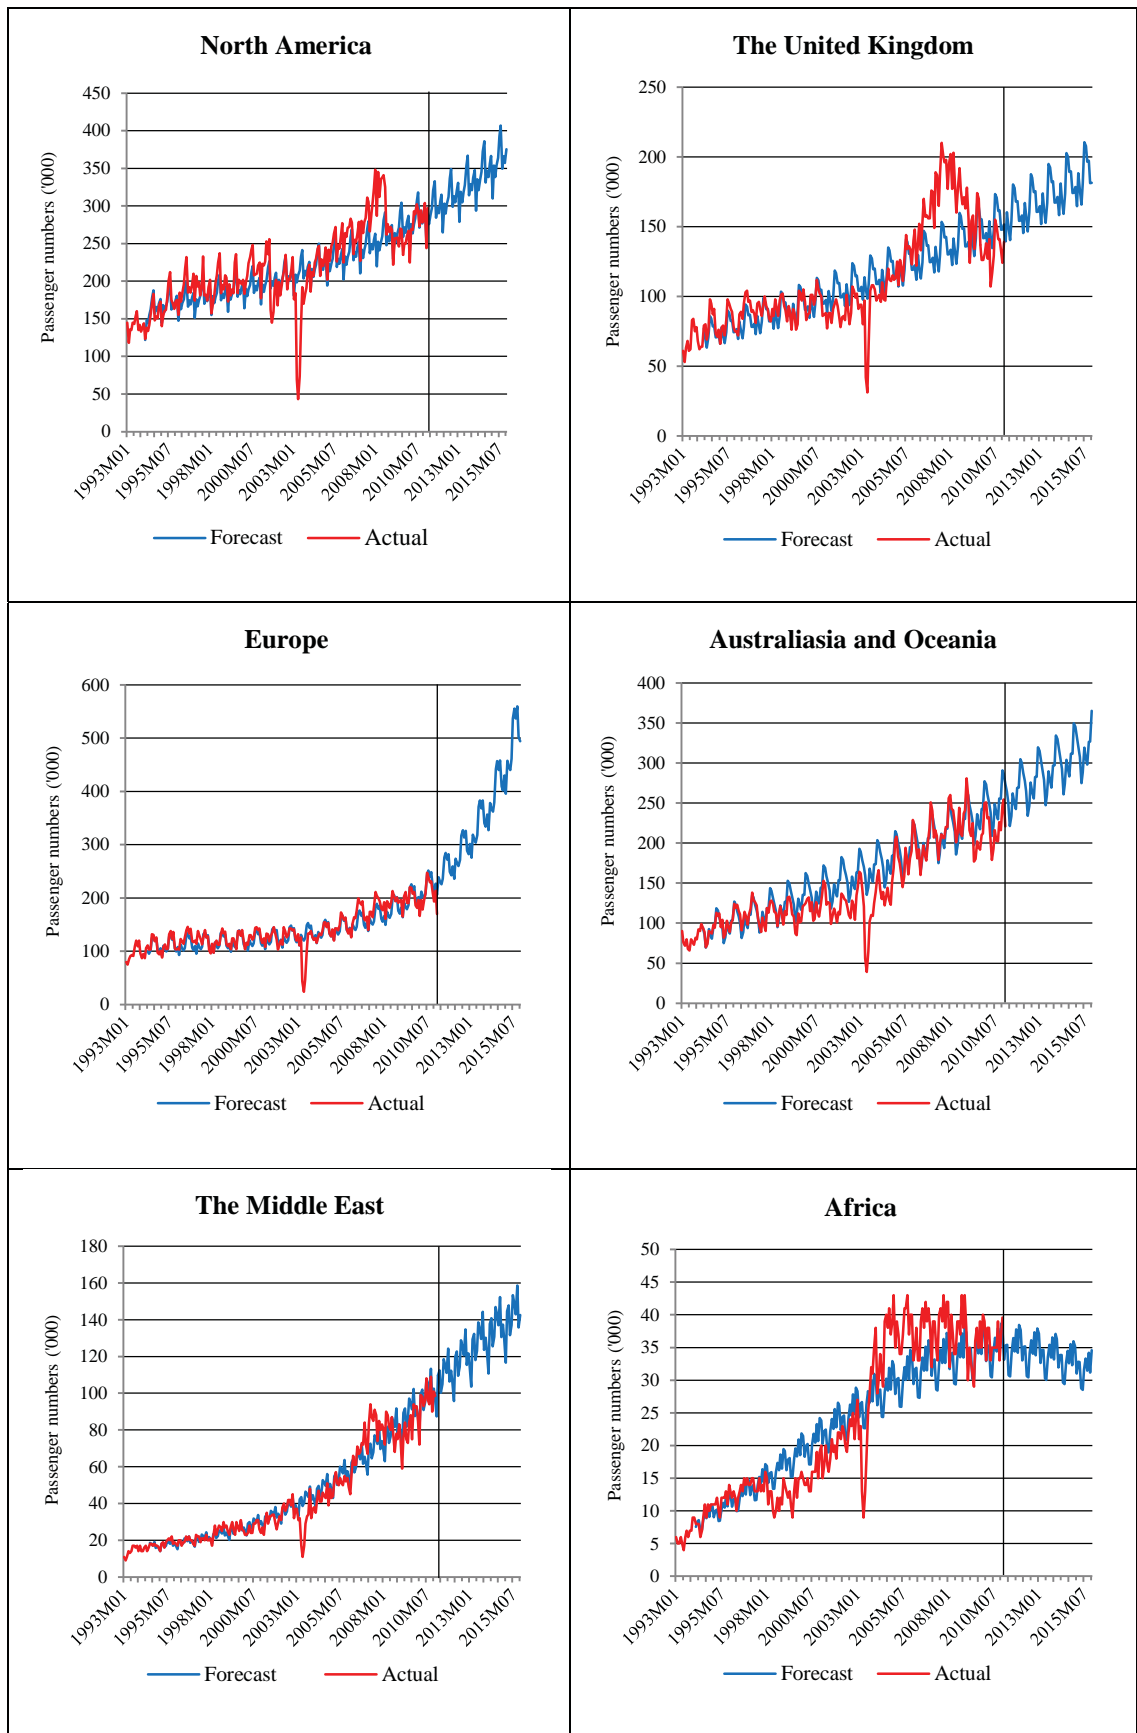 North America
Passenger numbers ('000)
450
400
350
300
250
200
150
100
50
0
1993M01
1995M07
1998M01
2000M07
2003M01
2005M07
2008M01
2010M07
2013M01
2015M07
Forecast
Actual
The United Kingdom
Passenger numbers ('000)
250
200
150
100
50
0
1993M01
1995M07
1998M01
2000M07
2003M01
2005M07
2008M01
2010M07
2013M01
2015M07
Forecast
Actual
Europe
Passenger numbers ('000)
600
500
400
300
200
100
0
1993M01
1995M07
1998M01
2000M07
2003M01
2005M07
2008M01
2010M07
2013M01
2015M07
Forecast
Actual
Australiasia and Oceania
Passenger numbers ('000)
400
350
300
250
200
150
100
50
0
1993M01
1995M07
1998M01
2000M07
2003M01
2005M07
2008M01
2010M07
2013M01
2015M07
Forecast
Actual
The Middle East
Passenger numbers ('000)
180
160
140
120
100
80
60
40
20
0
1993M01
1995M07
1998M01
2000M07
2003M01
2005M07
2008M01
2010M07
2013M01
2015M07
Forecast
Actual
Africa
Passenger numbers ('000)
50
45
40
35
30
25
20
15
10
5
0
1993M01
1995M07
1998M01
2000M07
2003M01
2005M07
2008M01
2010M07
2013M01
2015M07
Forecast
Actual